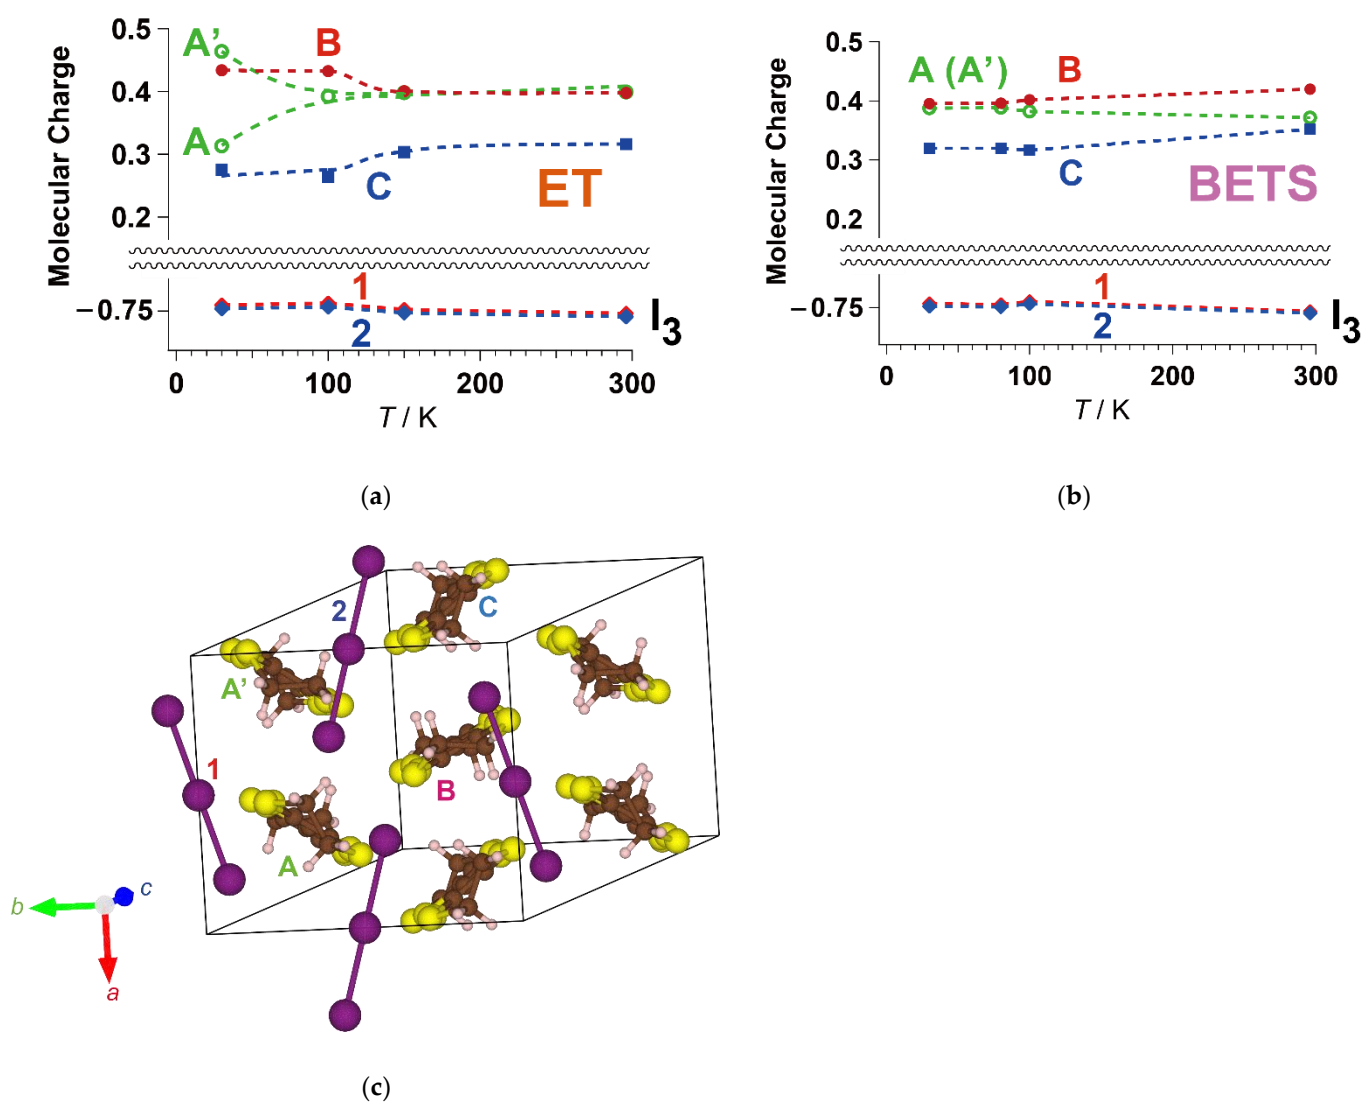 0.5
0.4
0.3
0.2
−0.75
Molecular Charge
A’
A
B
C
ET
1
2
I3
0
100
200
300
T / K
(a)
0.5
0.4
0.3
0.2
−0.75
Molecular Charge
A (A’)
B
C
BETS
1
2
I3
0
100
200
300
T / K
(b)
2
C
A’
1
B
A
b
c
a
(c)